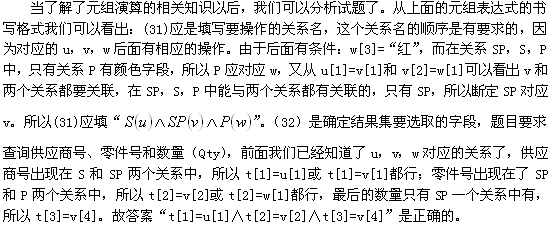 当了解了元组演算的相关知识以后，我们可以分析试题了。从上面的元组表达式的书
写格式我们可以看出：(31)应是填写要操作的关系名，这个关系名的顺序是有要求的，因
为对应的 u，v，w 后面有相应的操作。由于后面有条件：w[3]=“红”，而在关系 SP，S，P
中，只有关系 P 有颜色字段，所以 P 应对应 w，又从 u[1]=v[1]和 v[2]=w[1]可以看出 v 和
两个关系都要关联，在 SP，S，P 中能与两个关系都有关联的，只有 SP，所以断定 SP 对应
v。所以(31)应填“S(u)∧SP(v)∧P(w)”。（32）是确定结果集要选取的字段，题目要求
查询供应商号、零件号和数量（Qty)，前面我们已经知道了 u，v，w 对应的关系了，供应
商号出现在 S 和 SP 两个关系中，所以 t[1]=u[1]或 t[1]=v[1]都行；零件号出现在了 SP
和 P 两个关系中，所以 t[2]=v[2]或 t[2]=w[1]都行，最后的数量只有 SP 一个关系中有，
所以 t[3]=v[4]。故答案“t[1]=u[1]∧t[2]=v[2]∧t[3]=v[4]”是正确的。